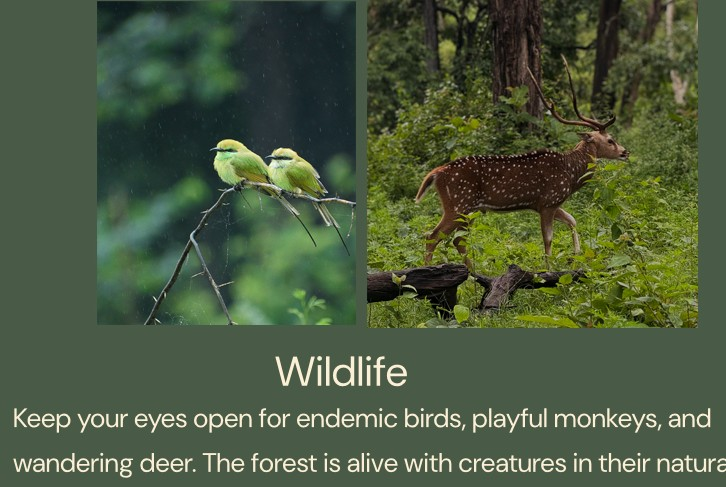 Wildlife
Keep your eyes open for endemic birds, playful monkeys, and
wandering deer. The forest is alive with creatures in their